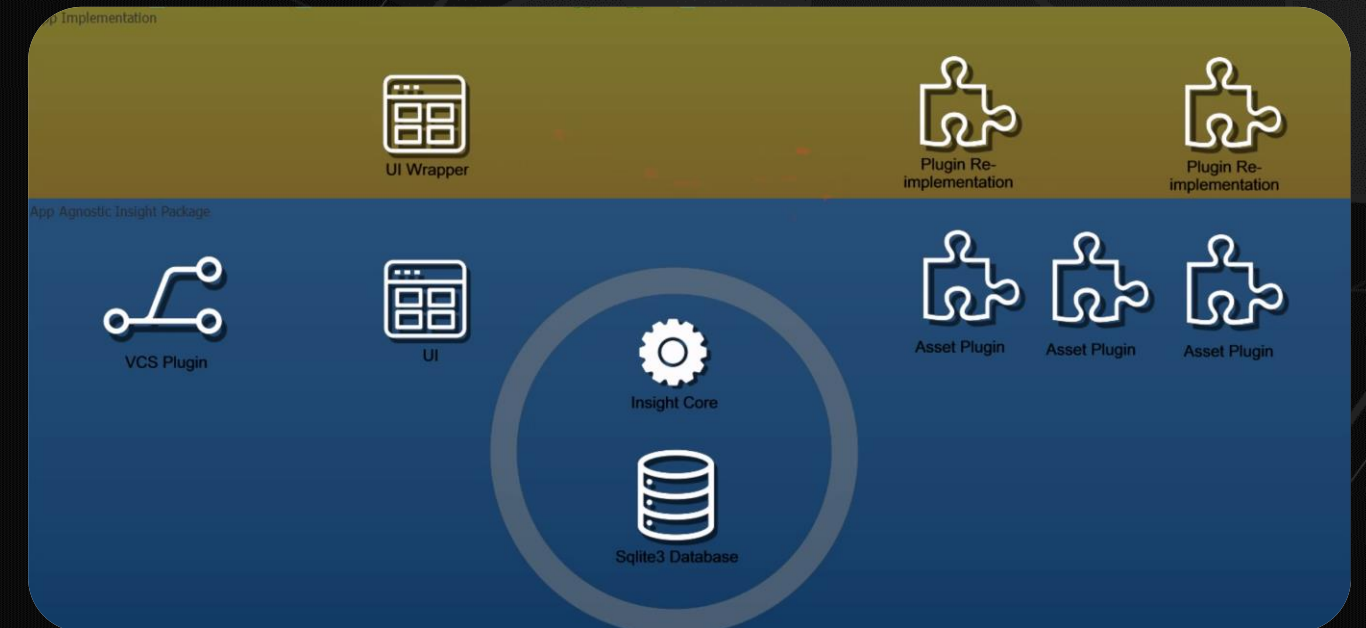 p Implementation
UI Wrapper
Plugin Re-
implementation
Plugin Re-
implementation
App Agnostic Insight Package
VCS Plugin
UI
Insight Core
Asset Plugin
Asset Plugin
Asset Plugin
Sqlite3 Database